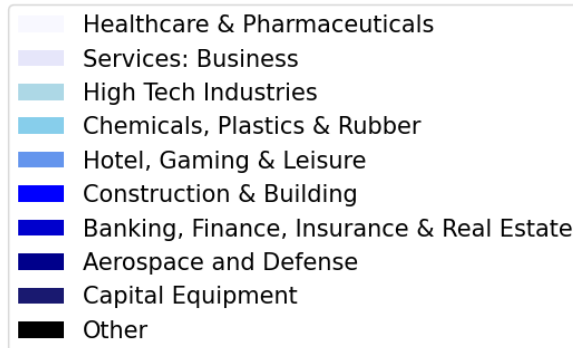 Healthcare & Pharmaceuticals
Services: Business
High Tech Industries
Chemicals, Plastics & Rubber
Hotel, Gaming & Leisure
Construction & Building
Banking, Finance, Insurance & Real Estate
Aerospace and Defense
Capital Equipment
Other